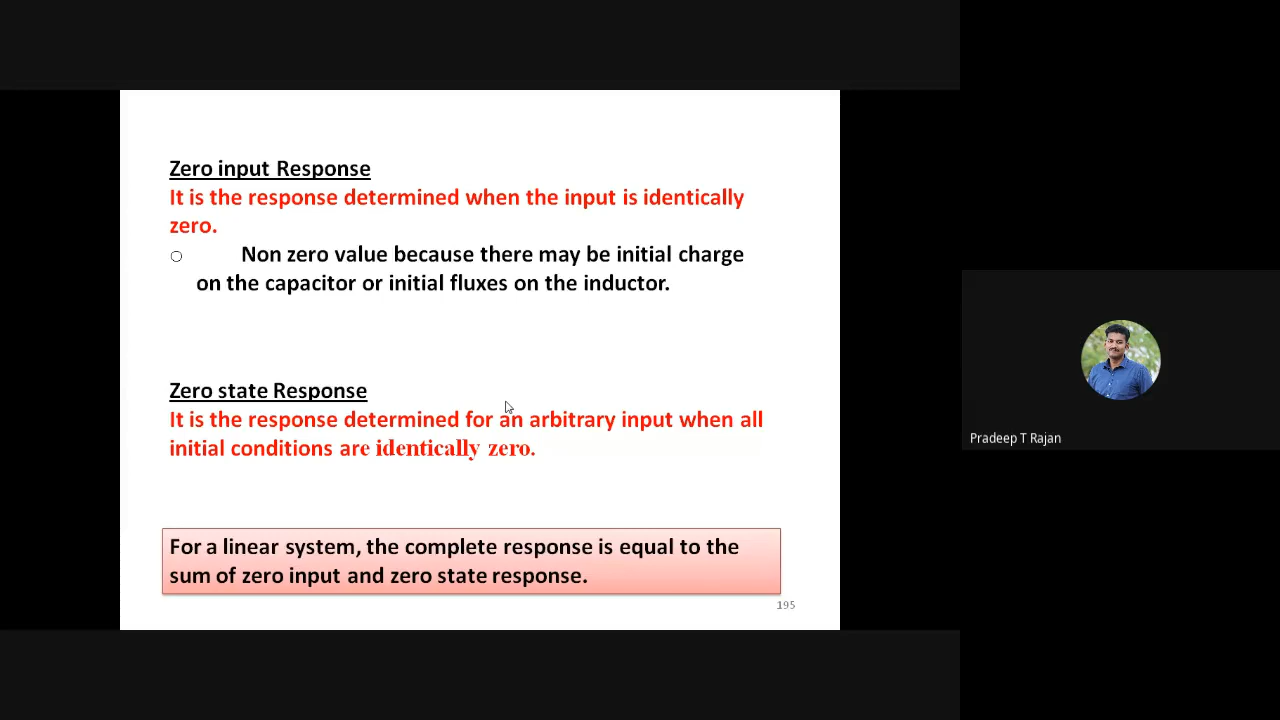 Zero input Response
It is the response determined when the input is identically
zero.
Non zero value because there may be initial charge
on the capacitor or initial fluxes on the inductor.
Zero state Response
It is the response determined for an arbitrary input when all
initial conditions are identically zero.
For a linear system, the complete response is equal to the
sum of zero input and zero state response.
195
Pradeep T Rajan